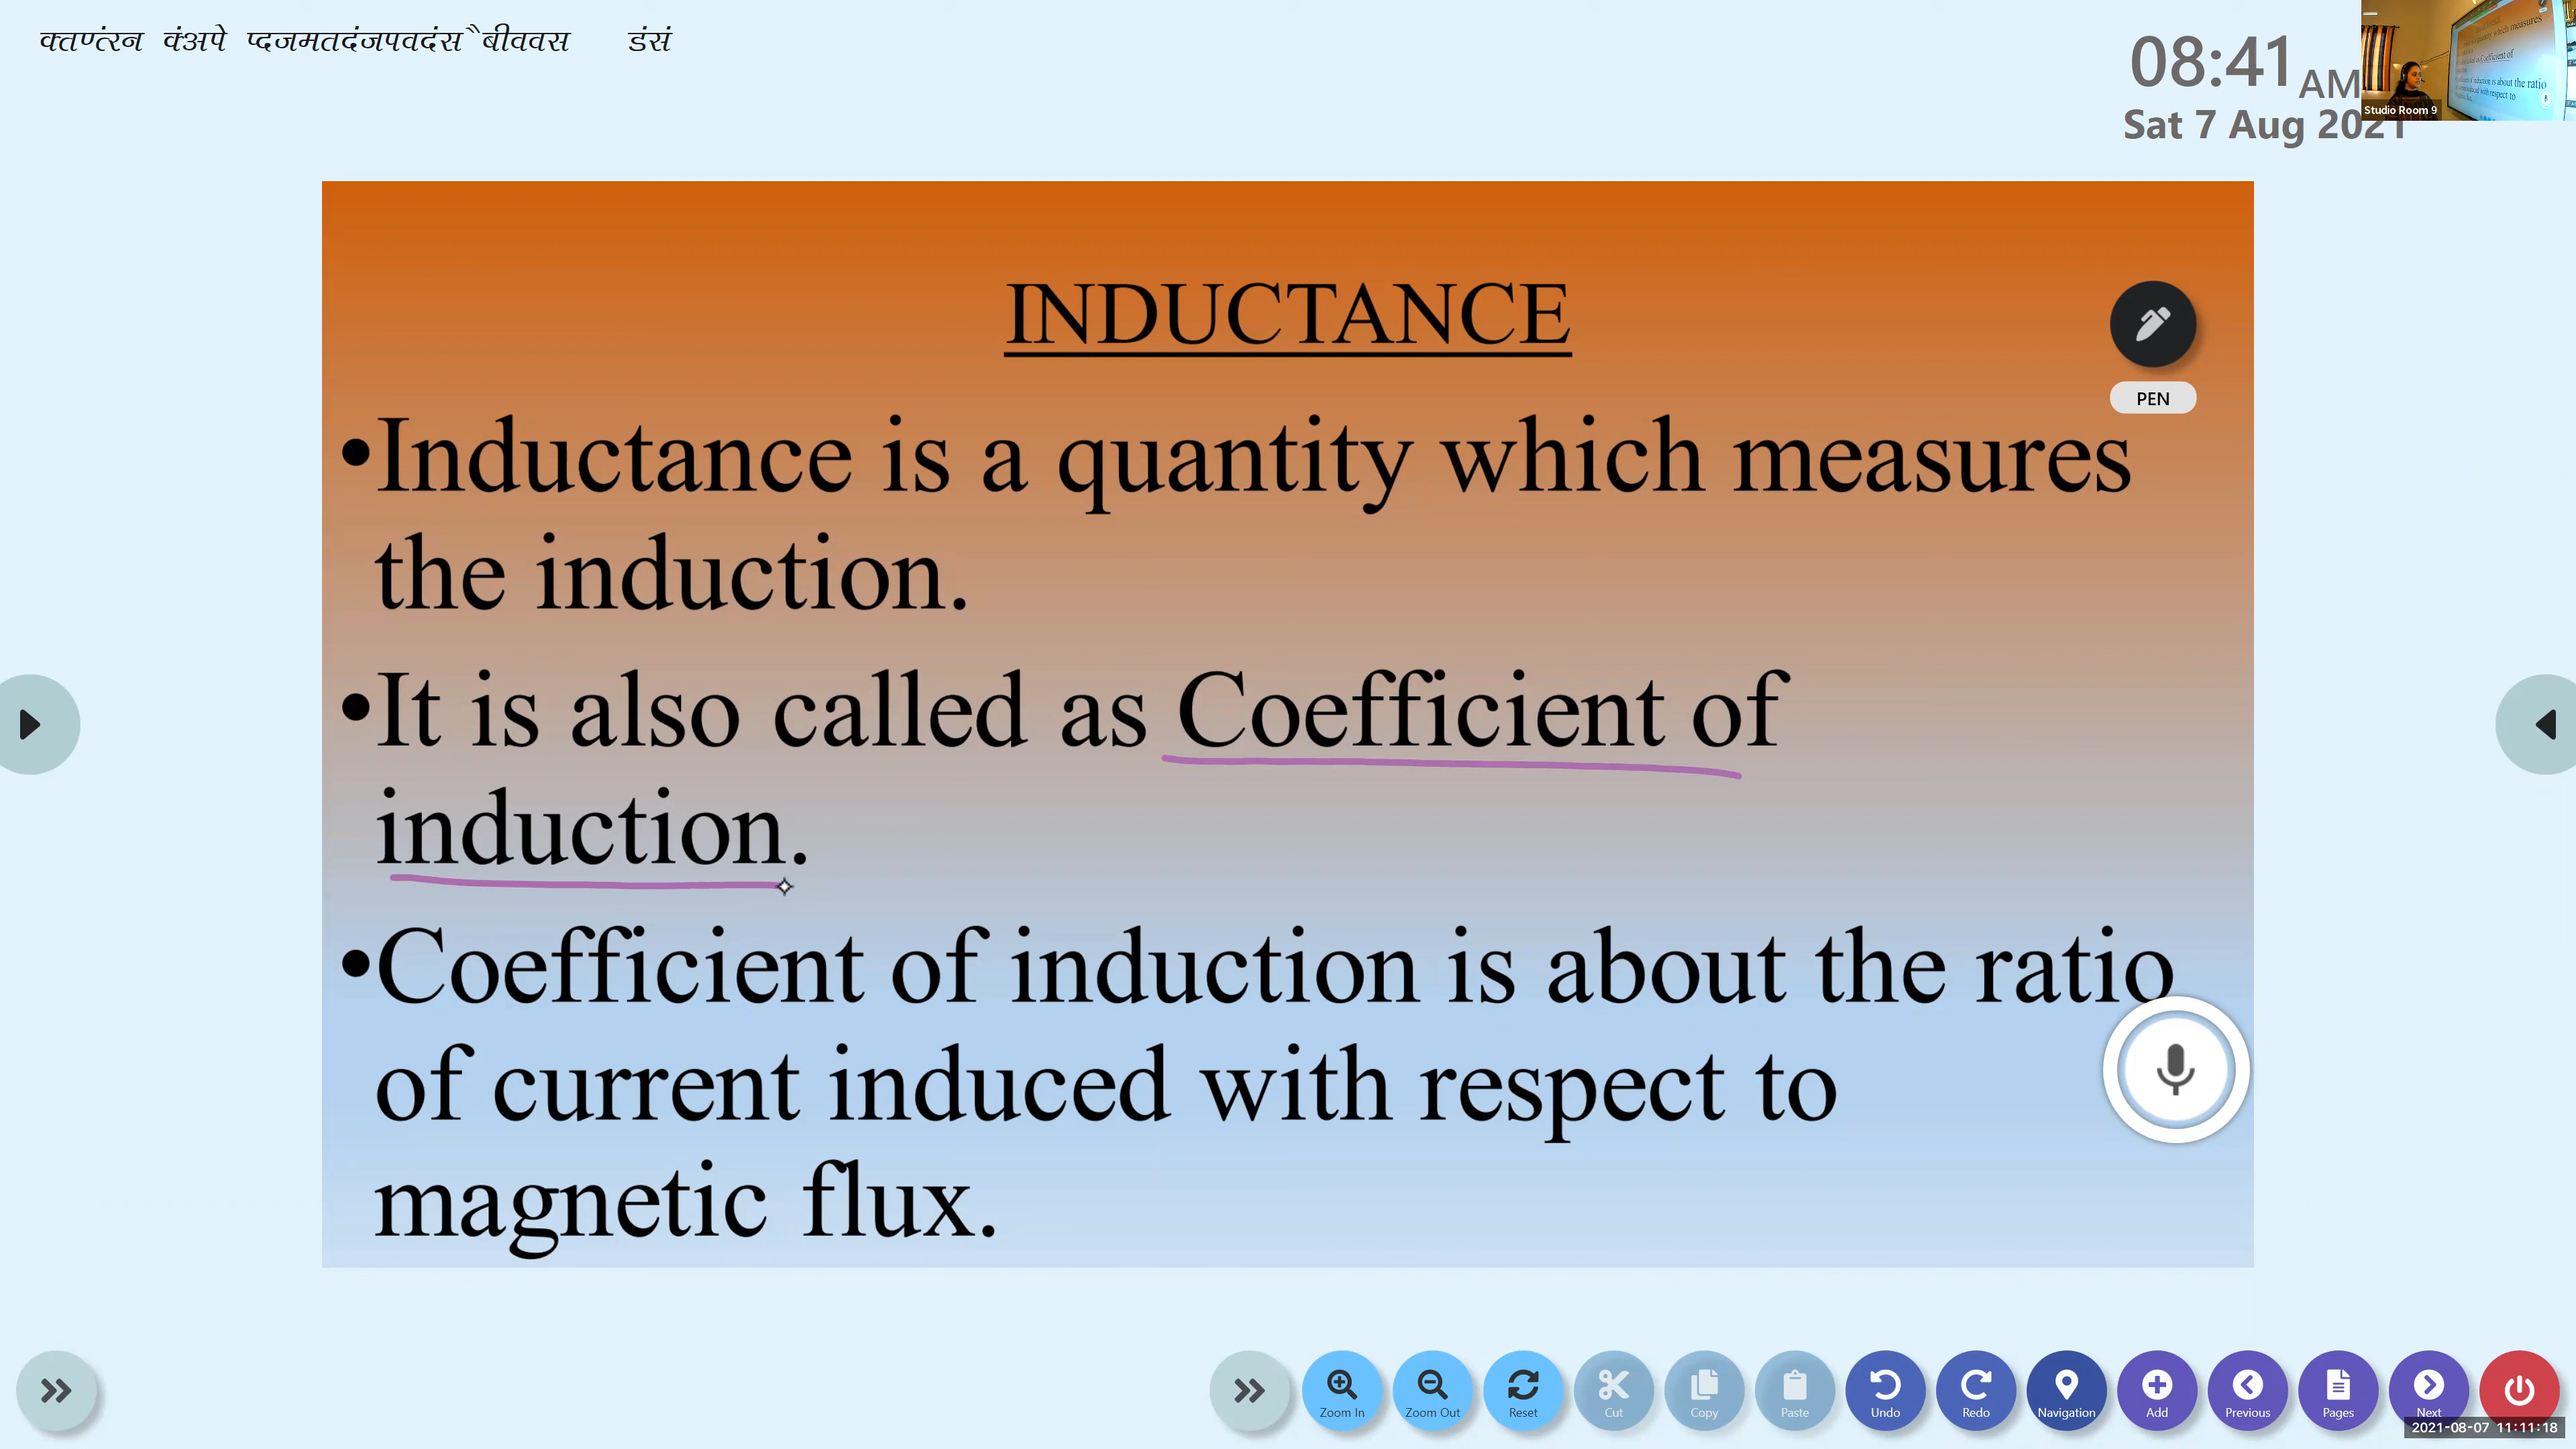 क्तण्तंरन कंअपे प्दजमतदंजपवदंस ैबीववस डंसं
08:41 AM
Sat 7 Aug 2021
Studio Room 9
INDUCTANCE
PEN
•Inductance is a quantity which measures
the induction.
•It is also called as Coefficient of
induction.
•Coefficient of induction is about the ratio
of current induced with respect to
magnetic flux.
Zoom In
Zoom Out
Reset
Cut
Copy
Paste
Undo
Redo
Navigation
Add
Previous
Pages
Next
2021-08-07 11:11:18